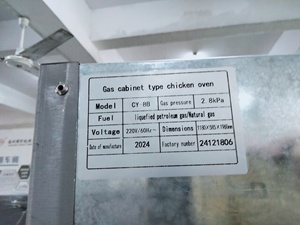 Gas cabinet type chicken oven
Model CY-BB Gas pressure 2.8kPa
Fuel liquefied petroleum gas/Natural gas
Voltage 220V/60Hz~ Dimensions
Date of manufacture 2024 Factory number 24121806